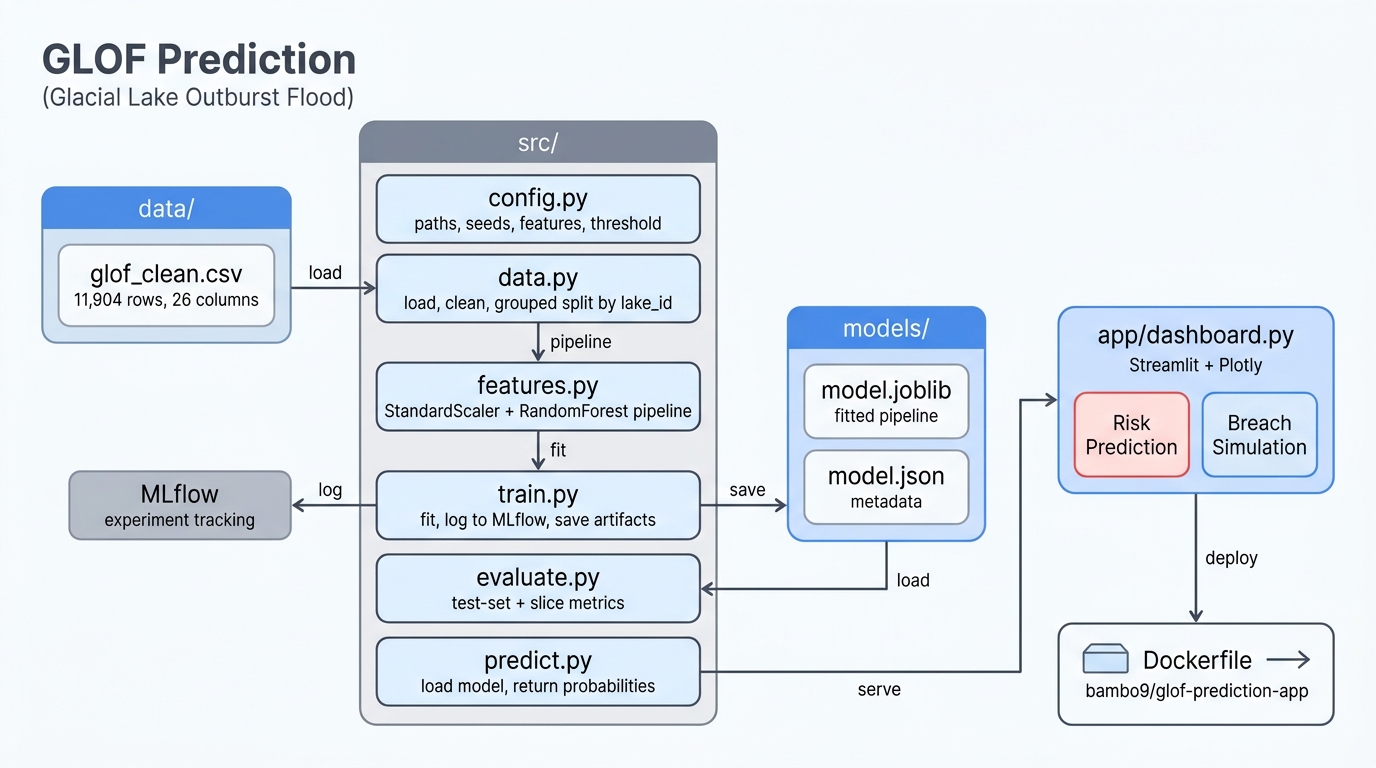 GLOF Prediction
(Glacial Lake Outburst Flood)
data/
glof_clean.csv
11,904 rows, 26 columns
load
src/
config.py
paths, seeds, features, threshold
data.py
load, clean, grouped split by lake_id
pipeline
features.py
StandardScaler + RandomForest pipeline
fit
train.py
fit, log to MLflow, save artifacts
log
MLflow
experiment tracking
save
models/
model.joblib
fitted pipeline
model.json
metadata
load
evaluate.py
test-set + slice metrics
predict.py
load model, return probabilities
serve
app/dashboard.py
Streamlit + Plotly
Risk
Prediction
Breach
Simulation
deploy
Dockerfile
bambo9/glof-prediction-app